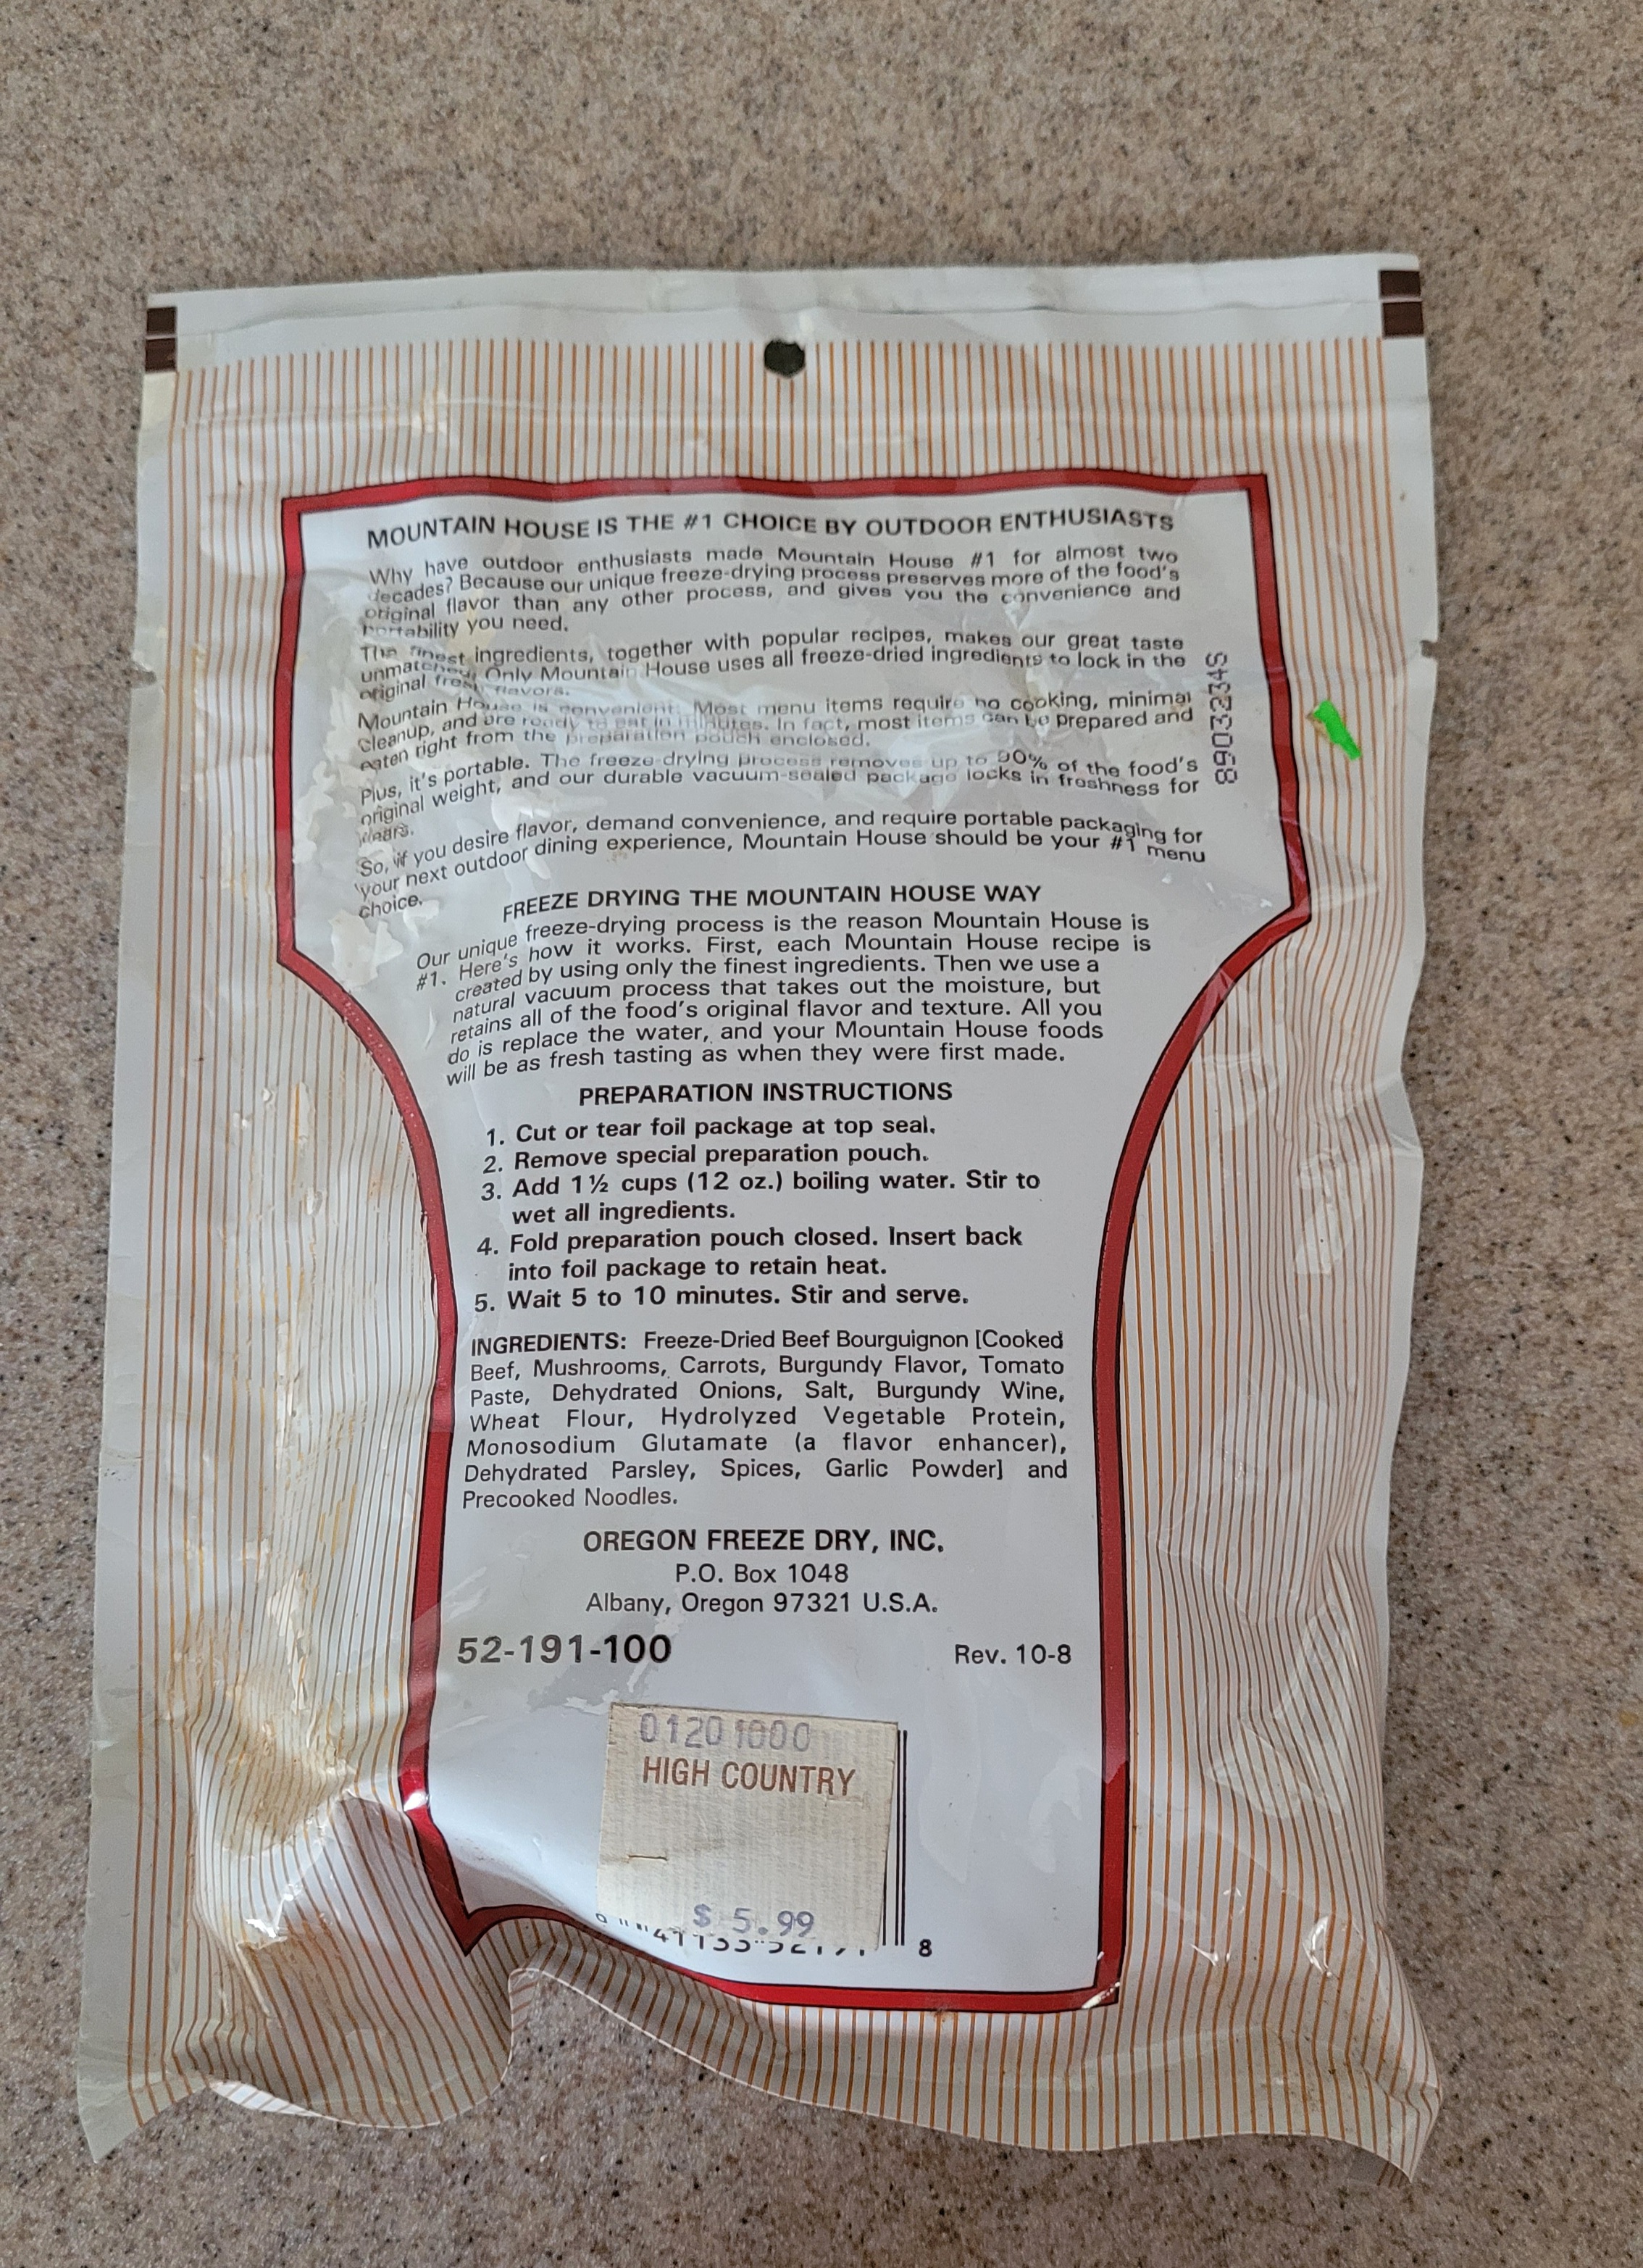 MOUNTAIN HOUSE IS THE #1 CHOICE BY OUTDOOR ENTHUSIASTS
Why have outdoor enthusiasts made Mountain House #1 for almost two
decades? Because our unique freeze-drying process preserves more of the food's
original flavor than any other process, and gives you the convenience and
portability you need.
The finest ingredients, together with popular recipes, makes our great taste
unmatched. Only Mountain House uses all freeze-dried ingredients to lock in the
original fresh flavors.
Mountain House is convenient. Most menu items require no cooking, minimal
cleanup, and are ready to eat in minutes. In fact, most items can be prepared and
eaten right from the preparation pouch enclosed.
Plus, it's portable. The freeze-drying process removes up to 90% of the food's
original weight, and our durable vacuum-sealed package locks in freshness for
years.
So, if you desire flavor, demand convenience, and require portable packaging for
your next outdoor dining experience, Mountain House should be your #1 menu
choice.
8903234S
FREEZE DRYING THE MOUNTAIN HOUSE WAY
Our unique freeze-drying process is the reason Mountain House is
#1. Here's how it works. First, each Mountain House recipe is
created by using only the finest ingredients. Then we use a
natural vacuum process that takes out the moisture, but
retains all of the food's original flavor and texture. All you
do is replace the water, and your Mountain House foods
will be as fresh tasting as when they were first made.
PREPARATION INSTRUCTIONS
1. Cut or tear foil package at top seal.
2. Remove special preparation pouch.
3. Add 1½ cups (12 oz.) boiling water. Stir to
wet all ingredients.
4. Fold preparation pouch closed. Insert back
into foil package to retain heat.
5. Wait 5 to 10 minutes. Stir and serve.
INGREDIENTS: Freeze-Dried Beef Bourguignon [Cooked
Beef, Mushrooms, Carrots, Burgundy Flavor, Tomato
Paste, Dehydrated Onions, Salt, Burgundy Wine,
Wheat Flour, Hydrolyzed Vegetable Protein,
Monosodium Glutamate (a flavor enhancer),
Dehydrated Parsley, Spices, Garlic Powder] and
Precooked Noodles.
OREGON FREEZE DRY, INC.
P.O. Box 1048
Albany, Oregon 97321 U.S.A.
52-191-100 Rev. 10-8
01201000
HIGH COUNTRY
$ 5.99
0 8